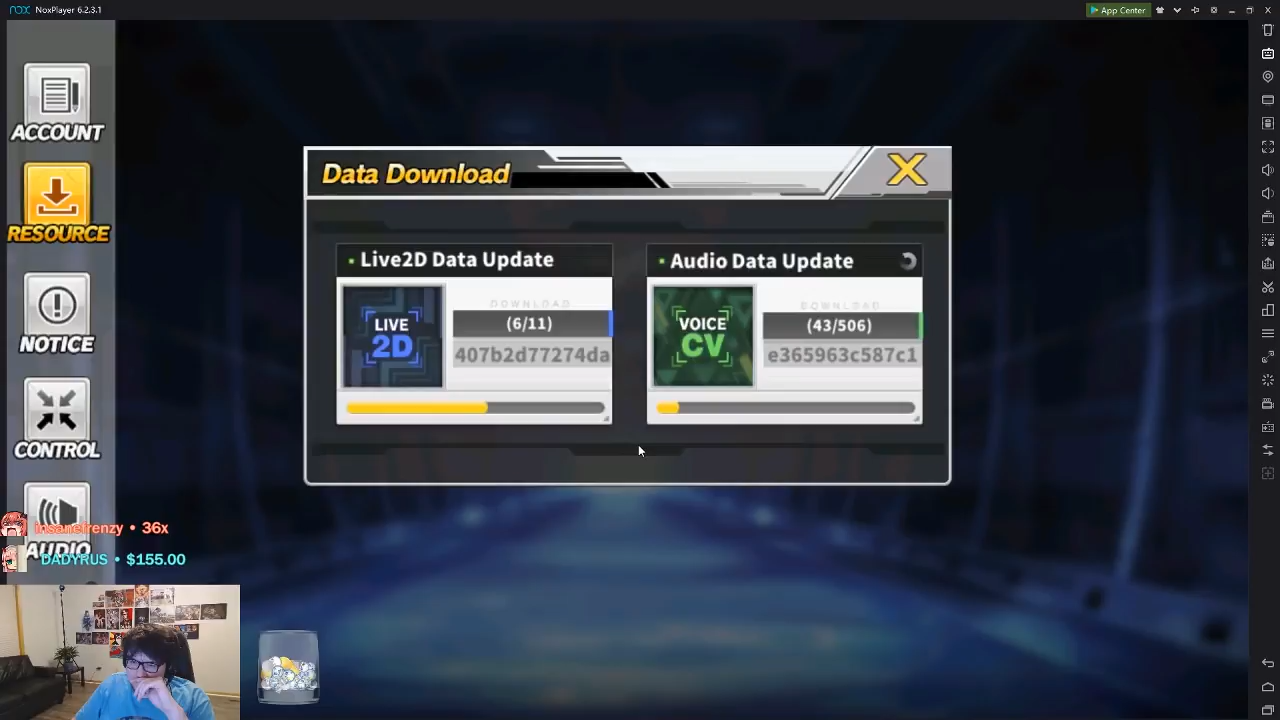 nox NoxPlayer 6.2.3.1
App Center
ACCOUNT
RESOURCE
NOTICE
CONTROL
AUDIO
Data Download
Live2D Data Update
LIVE
2D
DOWNLOAD
(6/11)
407b2d77274da
Audio Data Update
VOICE
CV
DOWNLOAD
(43/506)
e365963c587c1
insanefrenzy • 36x
DADYRUS • $155.00